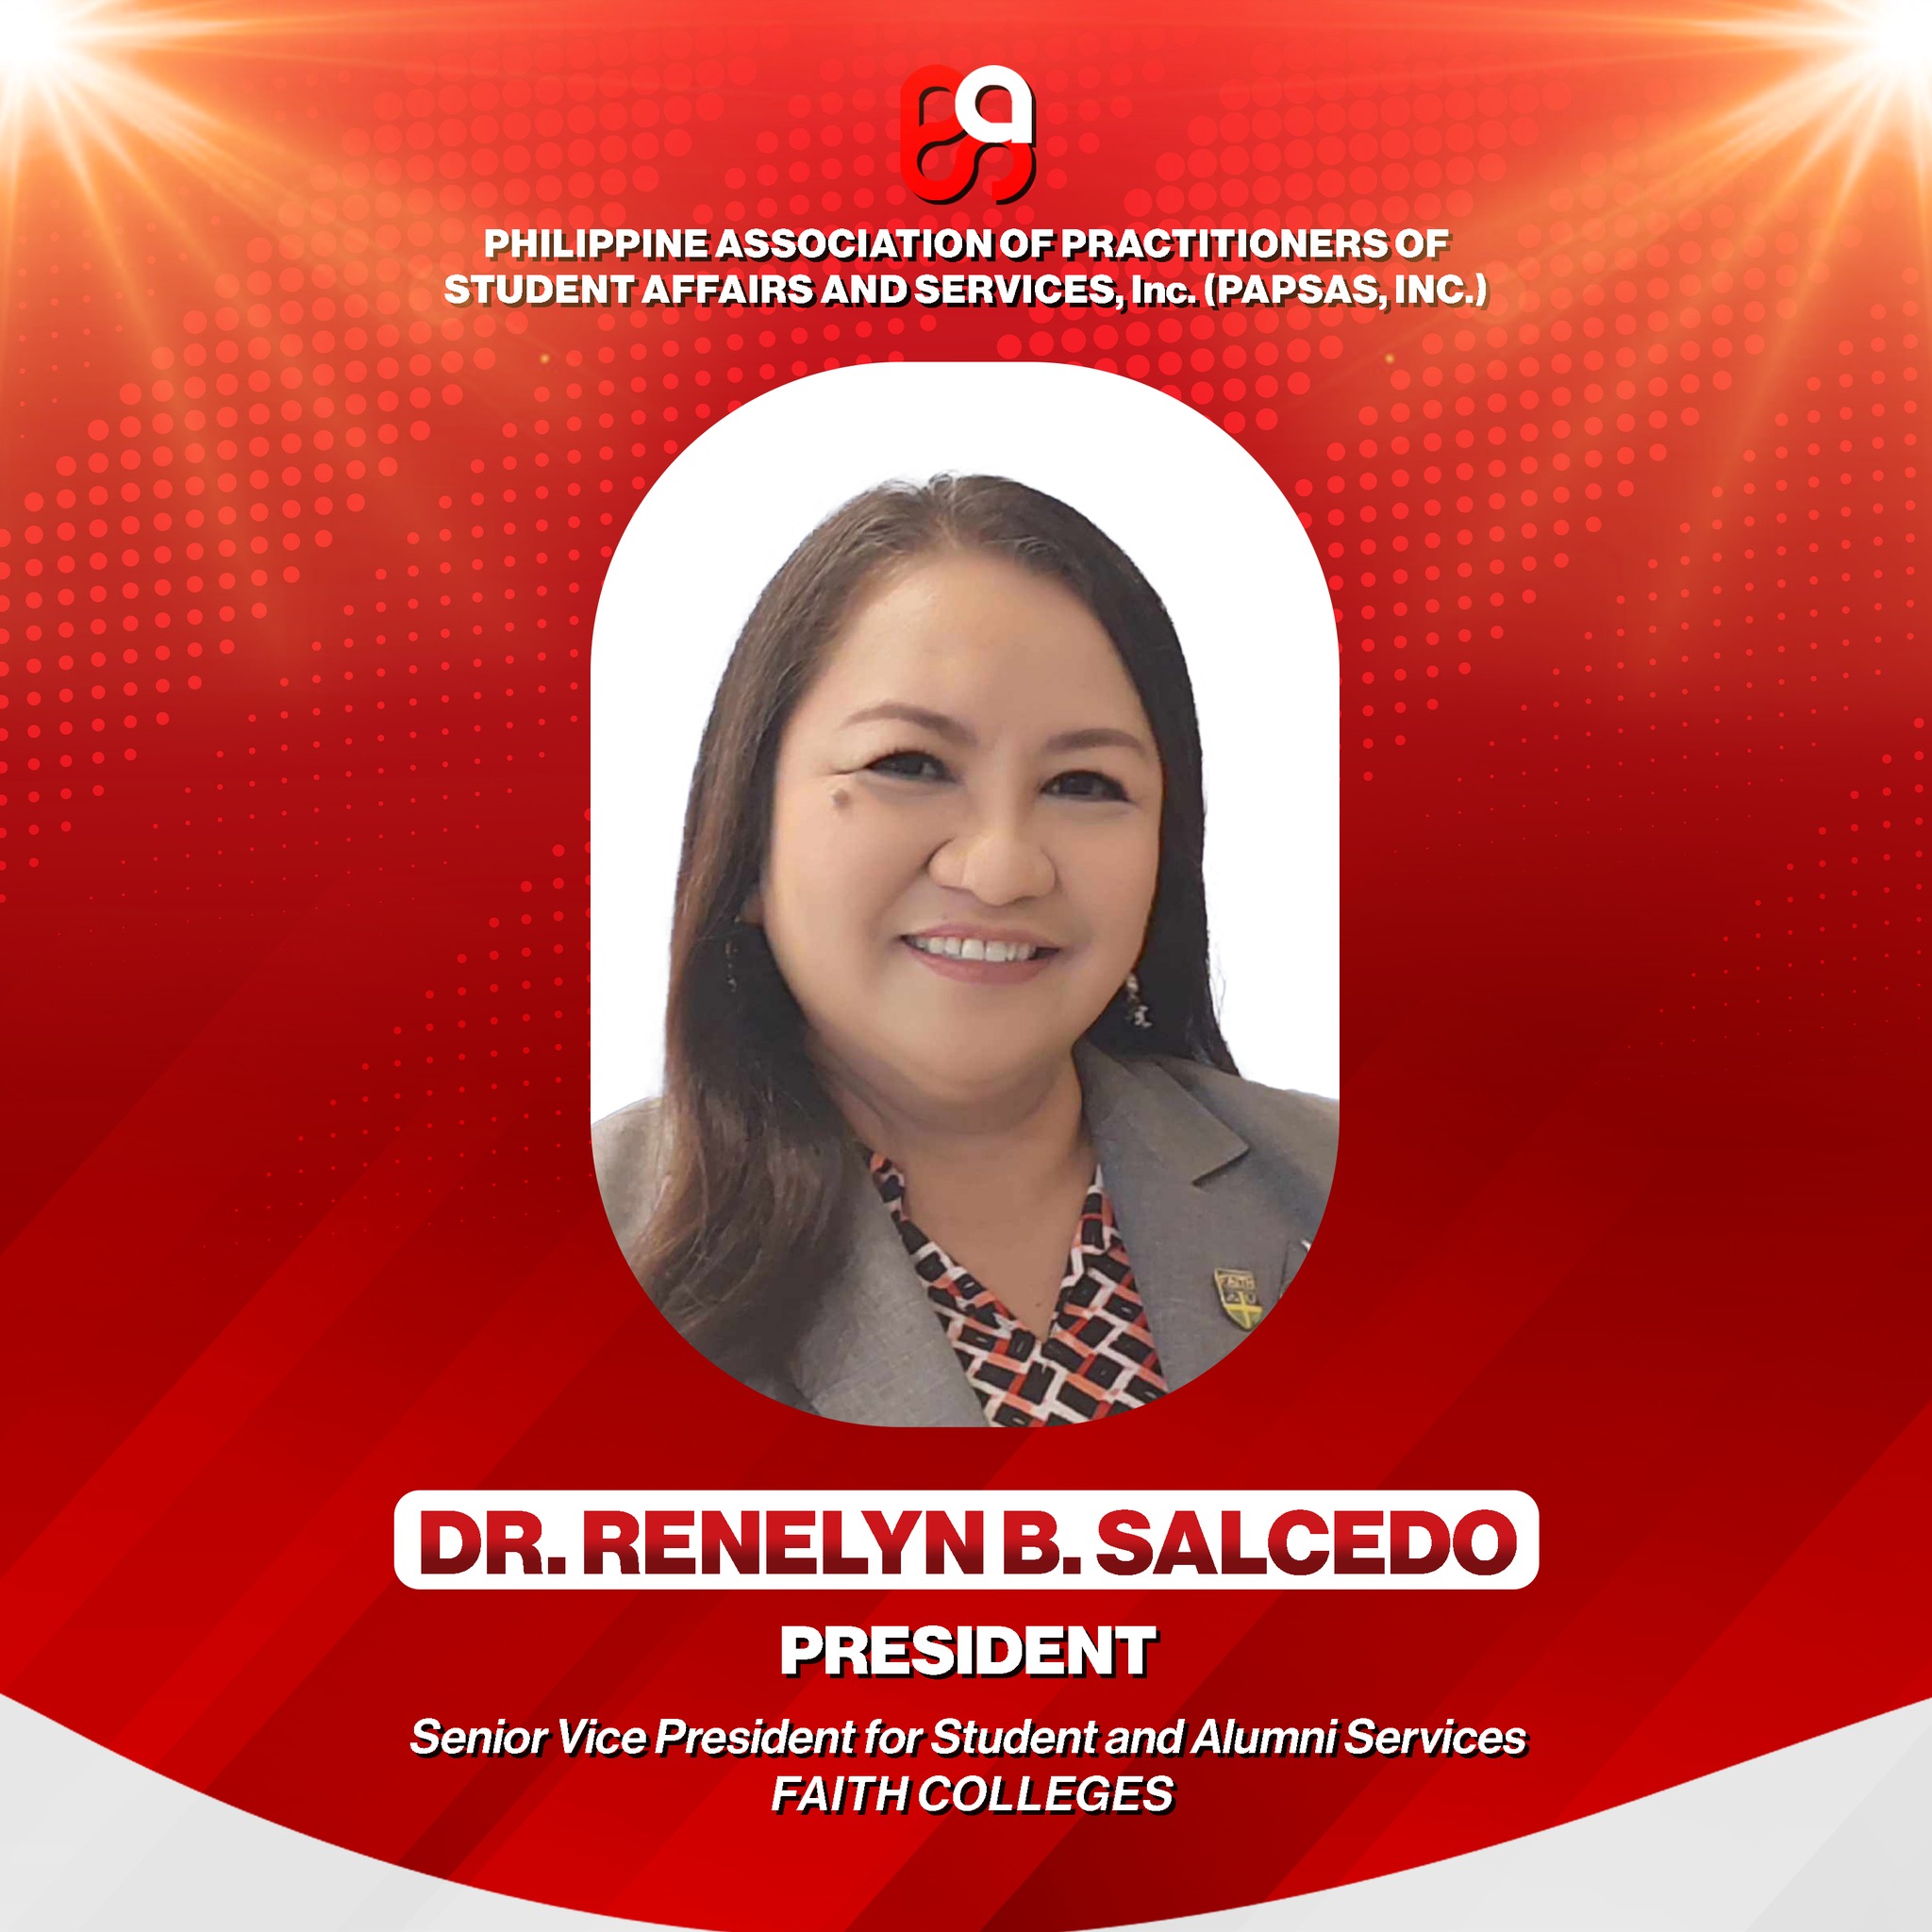 PHILIPPINE ASSOCIATION OF PRACTITIONERS OF
STUDENT AFFAIRS AND SERVICES, Inc. (PAPSAS, INC.)
FAITH
DR. RENELYN B. SALCEDO
PRESIDENT
Senior Vice President for Student and Alumni Services
FAITH COLLEGES